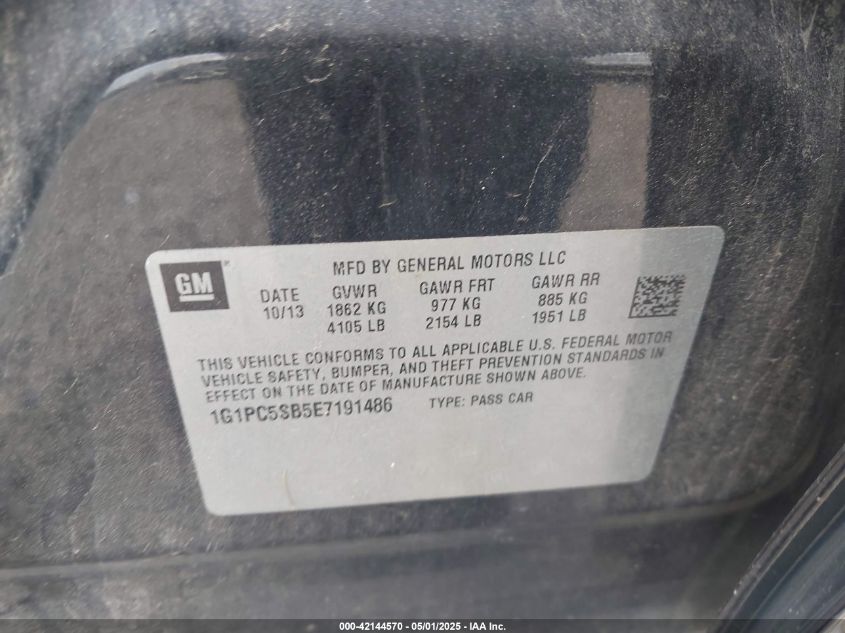 GM
MFD BY GENERAL MOTORS LLC
DATE GVWR GAWR FRT GAWR RR
10/13 1862 KG 977 KG 885 KG
4105 LB 2154 LB 1951 LB
THIS VEHICLE CONFORMS TO ALL APPLICABLE U.S. FEDERAL MOTOR
VEHICLE SAFETY, BUMPER, AND THEFT PREVENTION STANDARDS IN
EFFECT ON THE DATE OF MANUFACTURE SHOWN ABOVE.
1G1PC5SB5E7191486 TYPE: PASS CAR
000-42144570 - 05/01/2025 - IAA Inc.